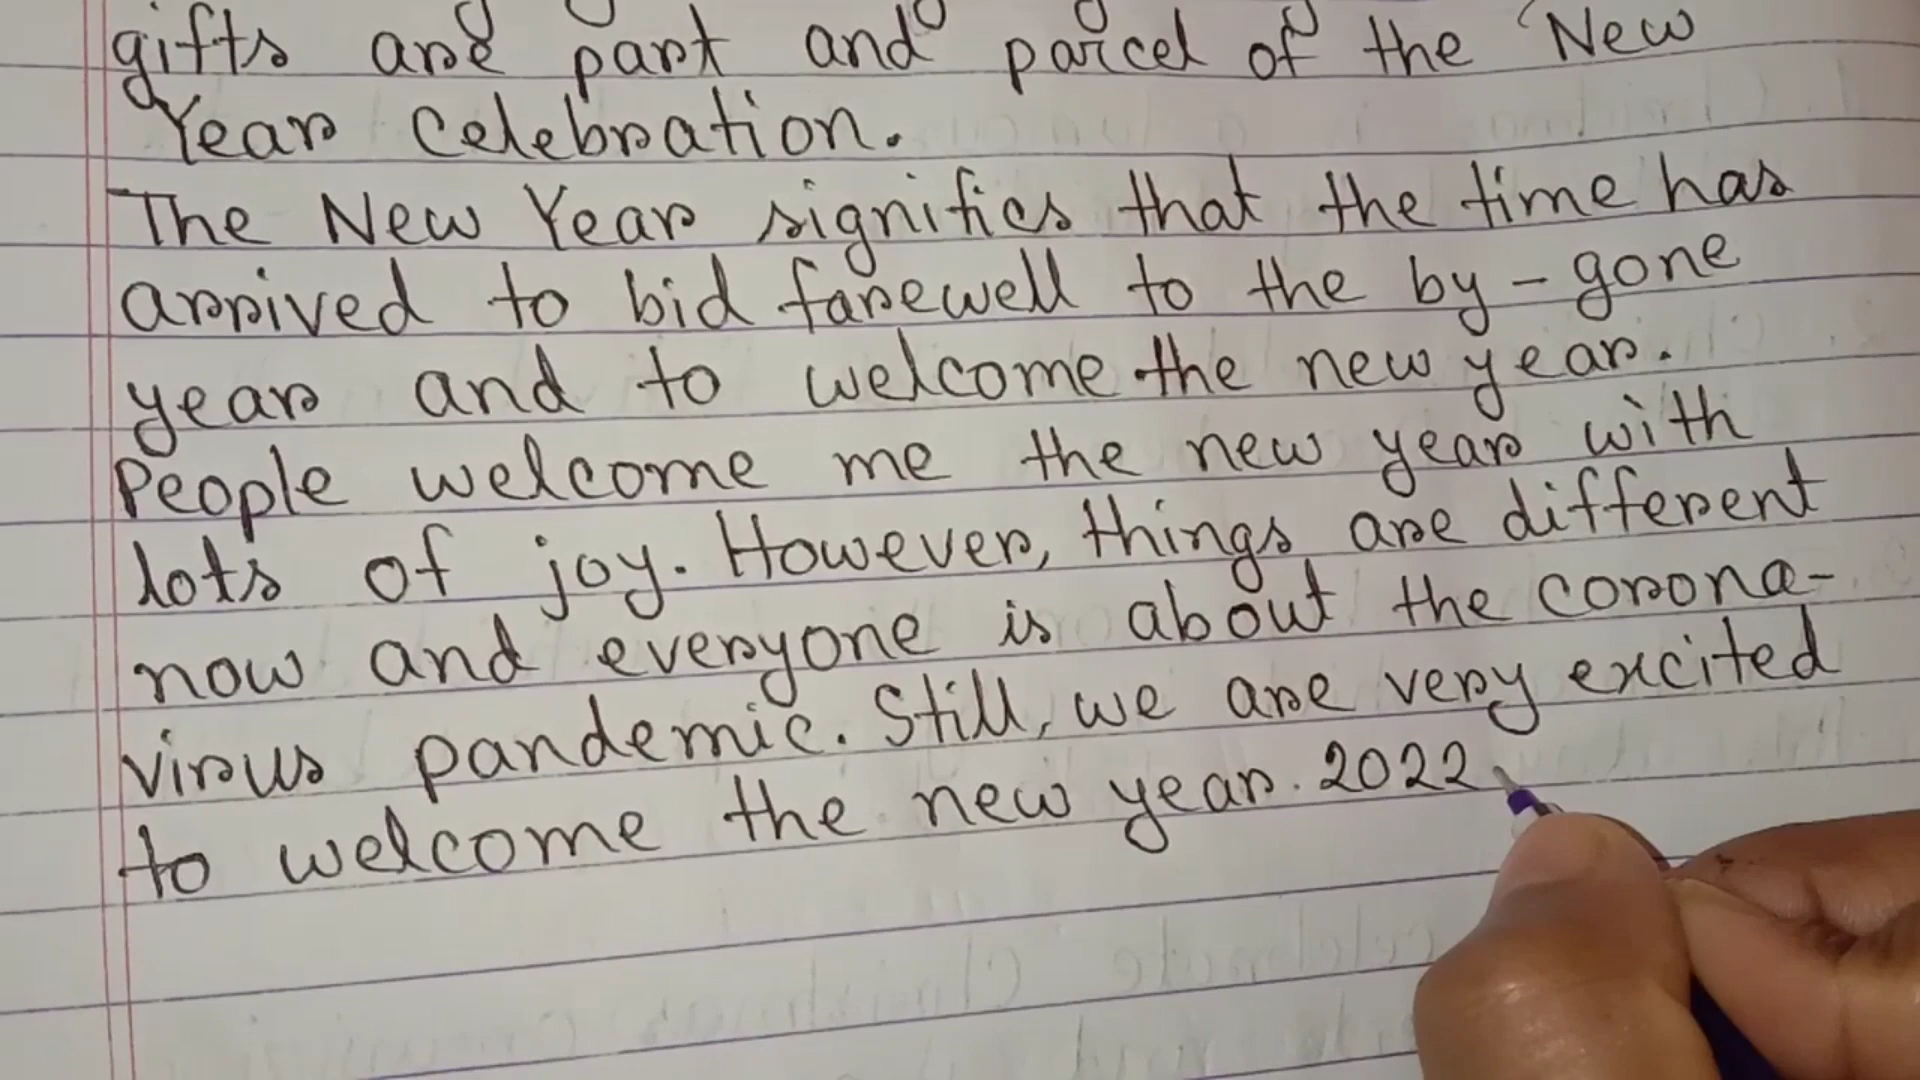 gifts are part and parcel of the New
Year Celebration.
The New Year signifies that the time has
arrived to bid farewell to the by-gone
year and to welcome the new year.
People welcome me the new year with
lots of joy. However, things are different
now and everyone is about the corona-
virus pandemic. Still, we are very excited
to welcome the new year. 2022